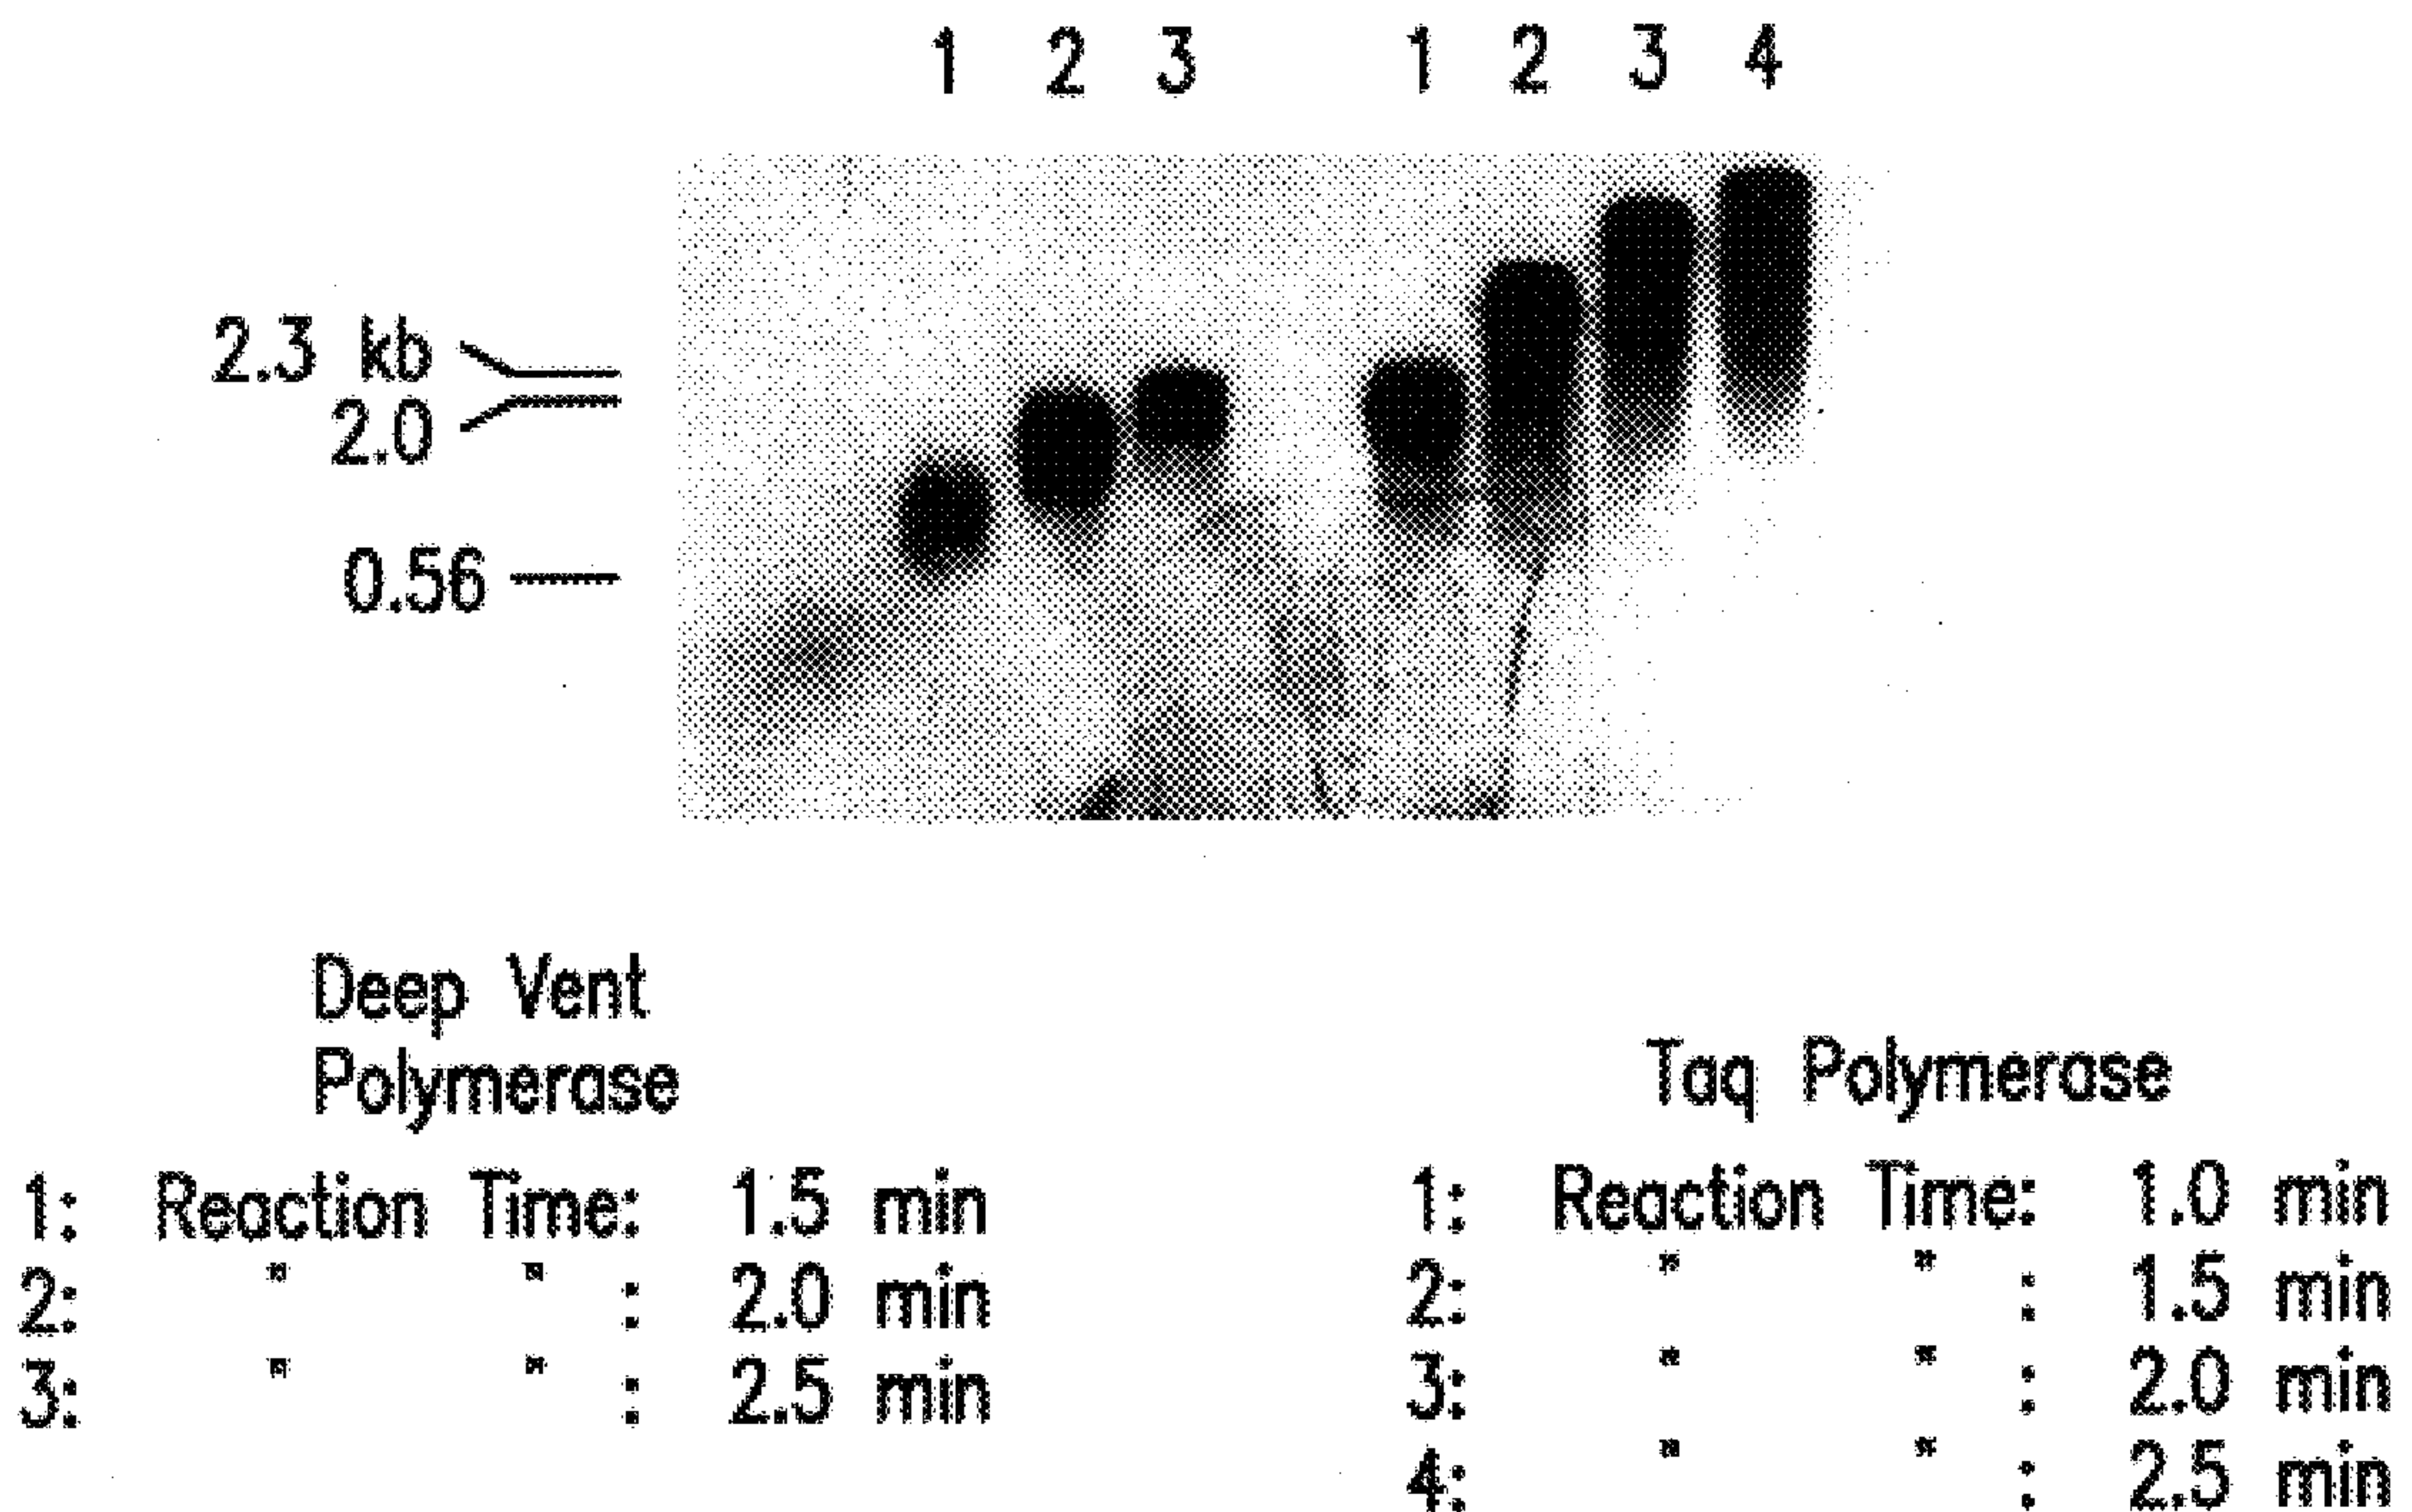 1 2 3 1 2 3 4
2.3 kb
2.0
0.56
Deep Vent
Polymerase
1: Reaction Time: 1.5 min
2: " " : 2.0 min
3: " " : 2.5 min
Taq Polymerase
1: Reaction Time: 1.0 min
2: " " : 1.5 min
3: " " : 2.0 min
4: " " : 2.5 min